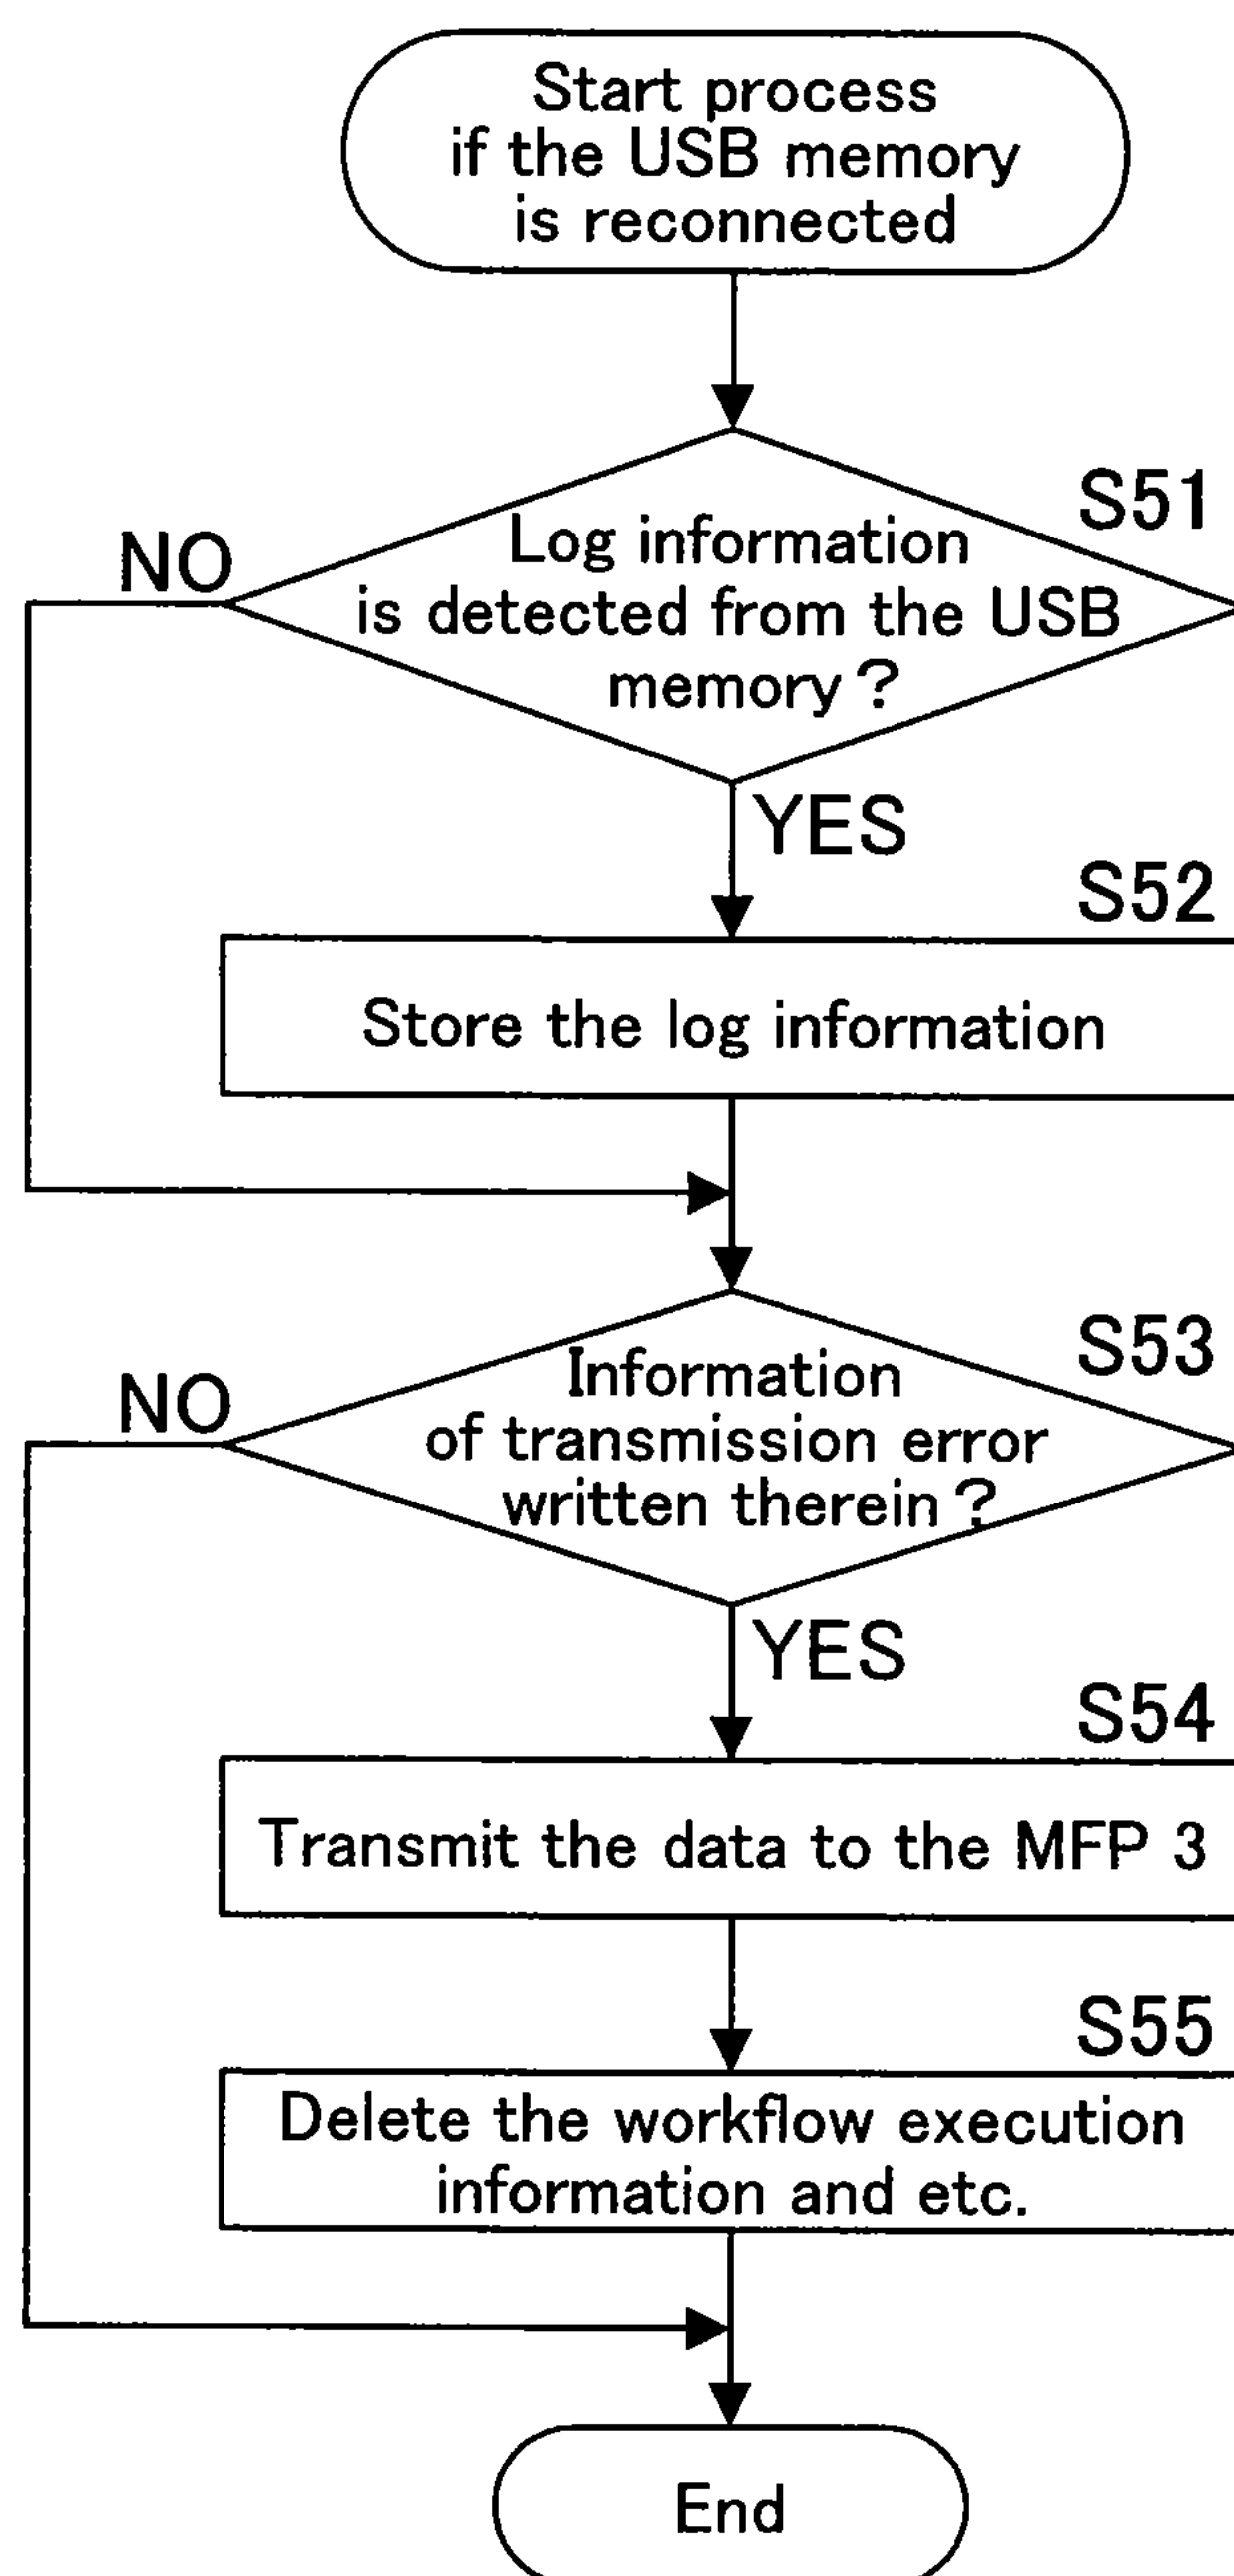 Start process
if the USB memory
is reconnected
S51
NO
Log information
is detected from the USB
memory ?
YES
S52
Store the log information
S53
NO
Information
of transmission error
written therein ?
YES
S54
Transmit the data to the MFP 3
S55
Delete the workflow execution
information and etc.
End